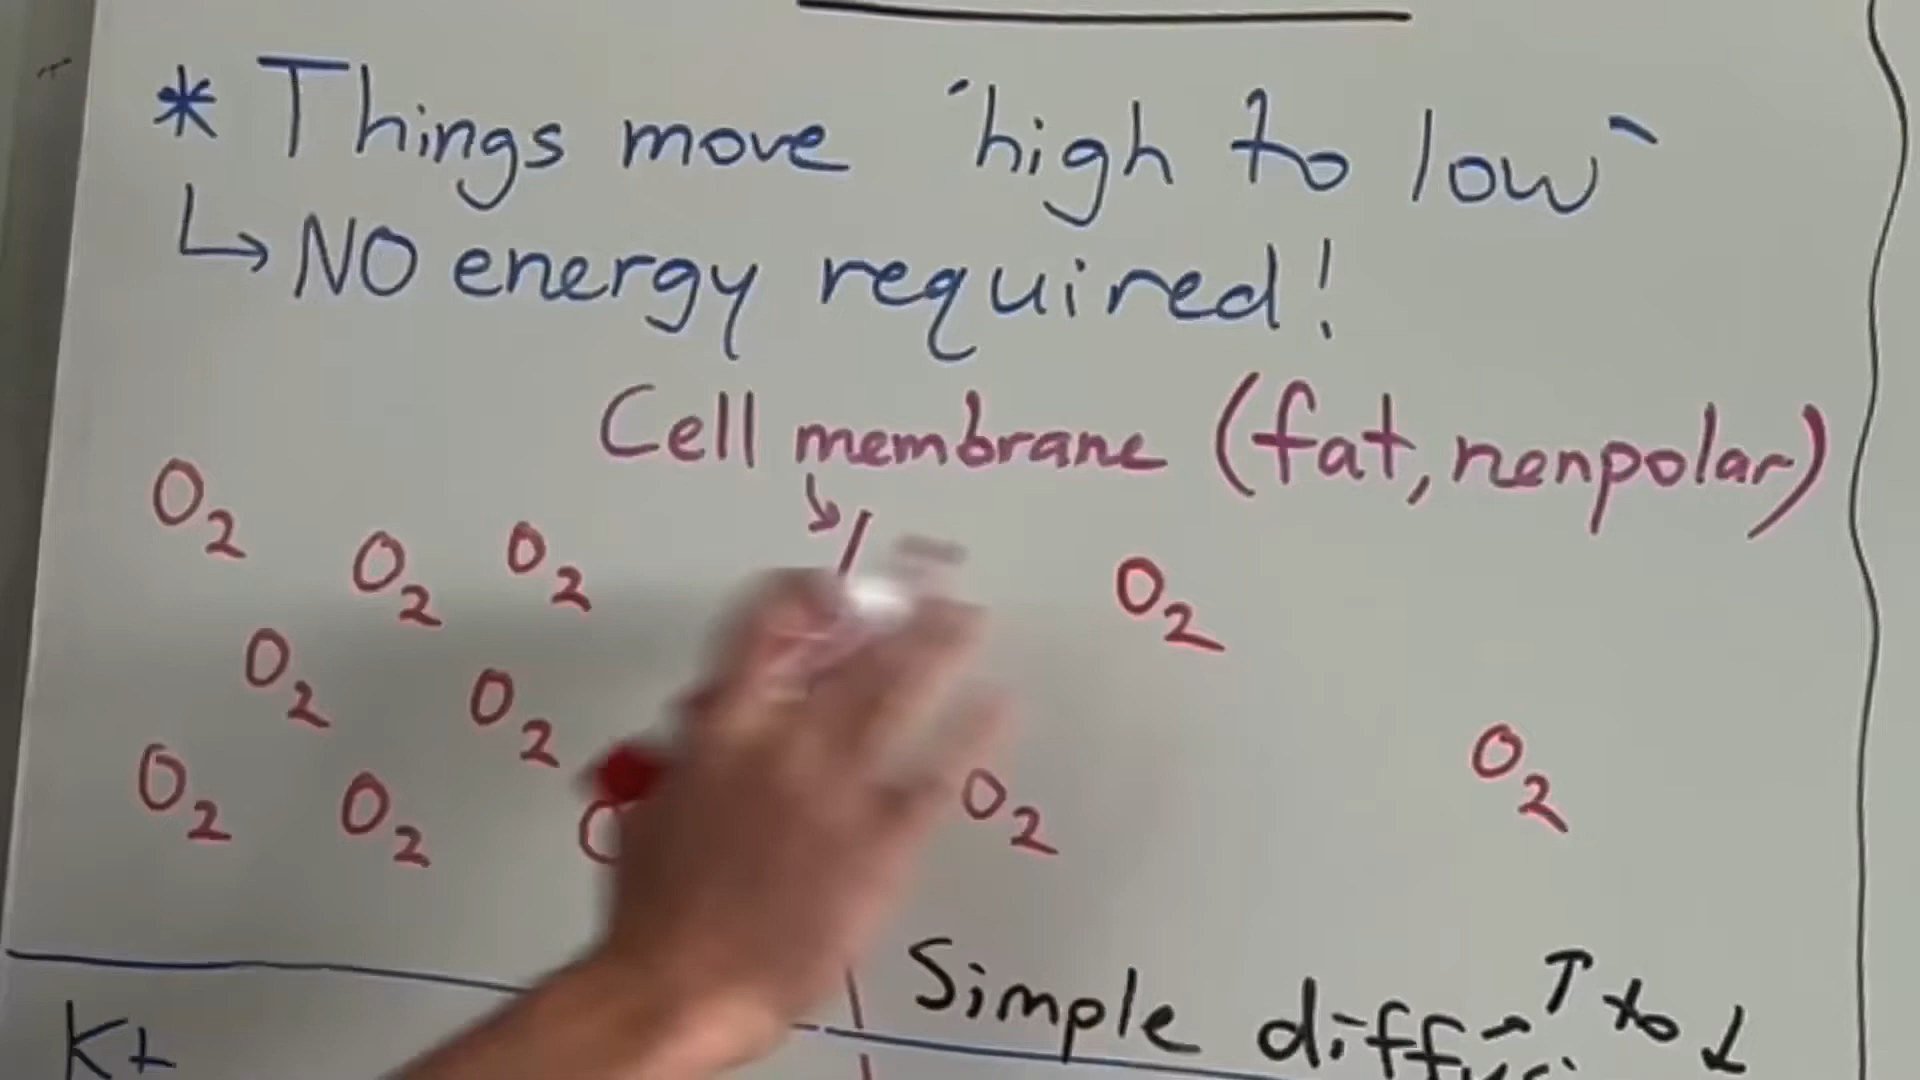 * Things move "high to low"
↳ NO energy required!
Cell membrane (fat, nonpolar)
O2 O2 O2 O2
O2 O2 O2
O2 O2 O2
Simple ↑ to ↓
K+